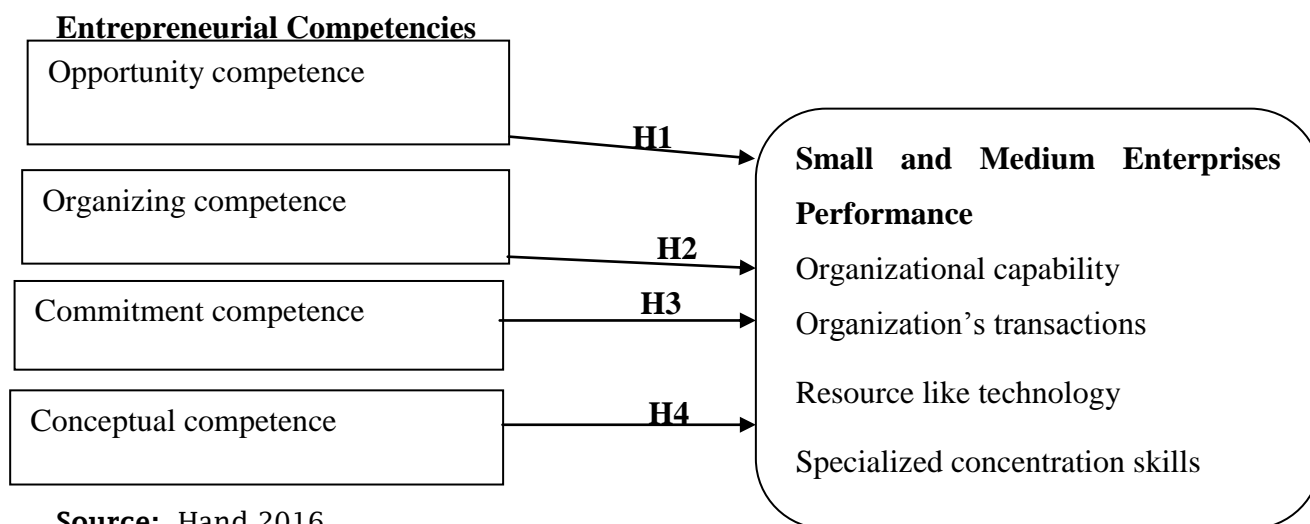 Entrepreneurial Competencies
Opportunity competence
H1
Organizing competence
H2
Commitment competence
H3
Conceptual competence
H4
Small and Medium Enterprises
Performance
Organizational capability
Organization’s transactions
Resource like technology
Specialized concentration skills
Source: Hand 2016